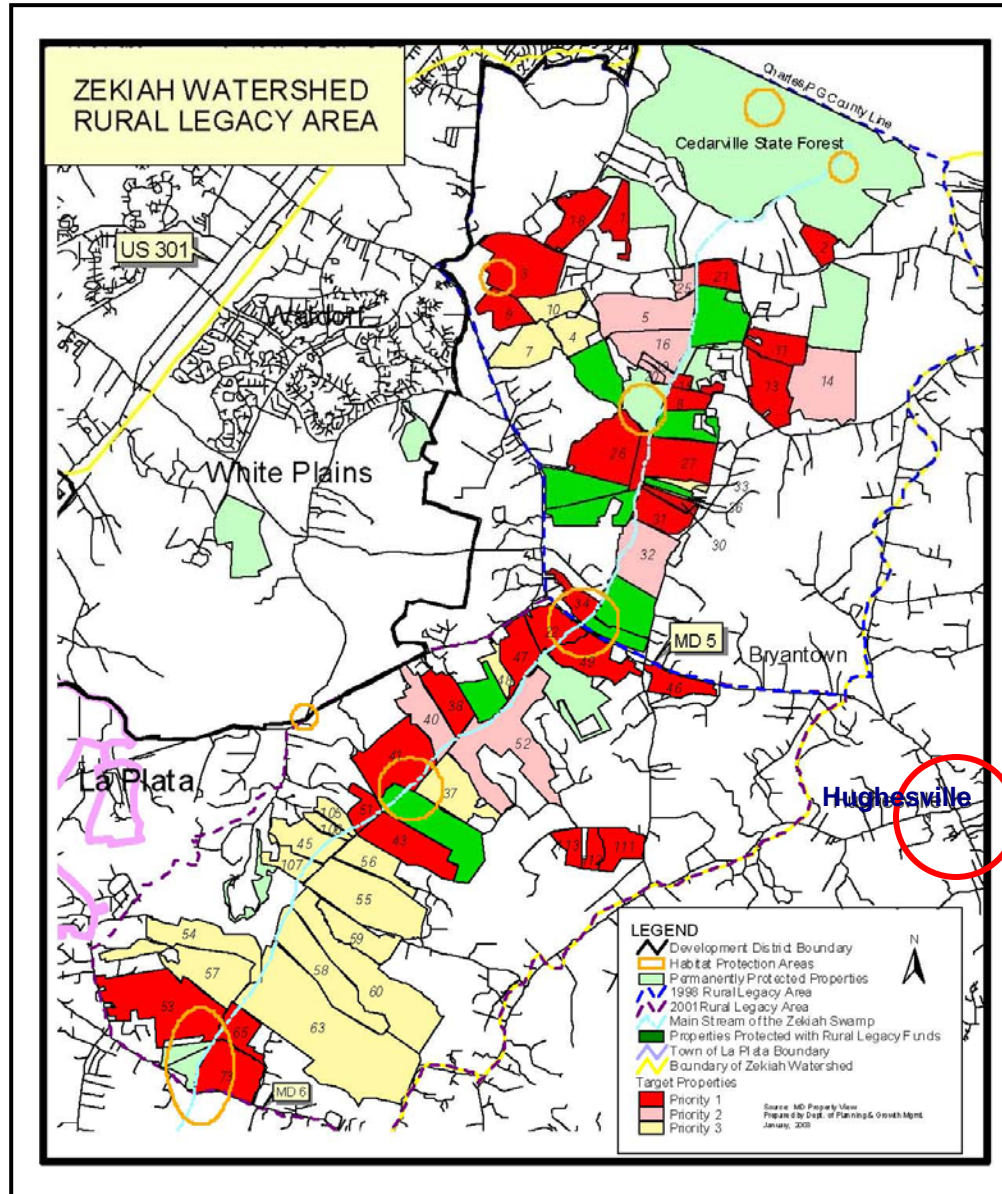 ZEKIAH WATERSHED
RURAL LEGACY AREA
Charles/PG County Line
Cedarville State Forest
US 301
18
1
2
3
25
21
9
10
5
Waldorf
4
16
7
11
13
14
8
White Plains
26
27
33
36
31
30
32
34
MD 5
47
49
Bryantown
48
46
38
40
52
41
La Plata
37
Hughesville
51
105
106
43
45
113
112
111
107
56
55
54
59
57
58
60
53
63
65
73
MD 6
LEGEND
N
Development District Boundary
Habitat Protection Areas
Permanently Protected Properties
1998 Rural Legacy Area
2001 Rural Legacy Area
Main Stream of the Zekiah Swamp
Properties Protected with Rural Legacy Funds
Town of La Plata Boundary
Boundary of Zekiah Watershed
Target Properties
Priority 1
Priority 2
Priority 3
Source: MD Property View
Prepared by Dept. of Planning & Growth Mgmt.
January, 2003